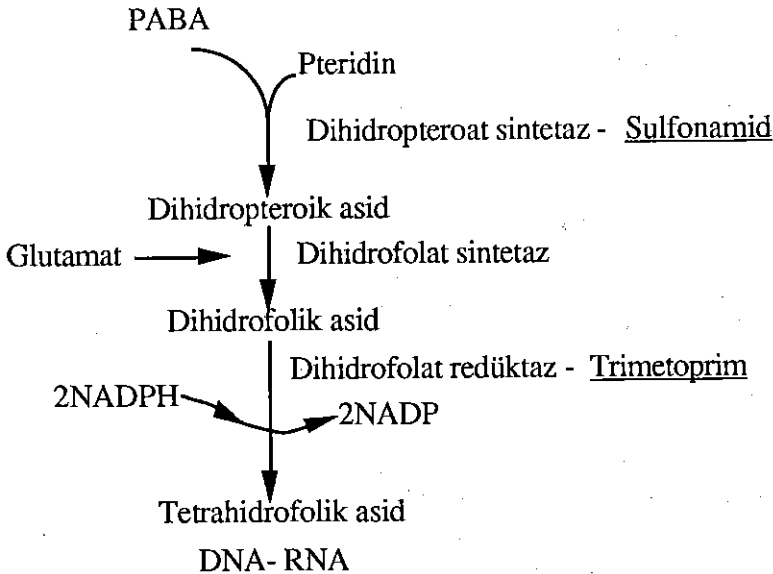 PABA
Pteridin
Dihidropteroat sintetaz - Sulfonamid
Dihidropteroik asid
Glutamat
Dihidrofolat sintetaz
Dihidrofolik asid
Dihidrofolat redüktaz - Trimetoprim
2NADPH
2NADP
Tetrahidrofolik asid
DNA- RNA